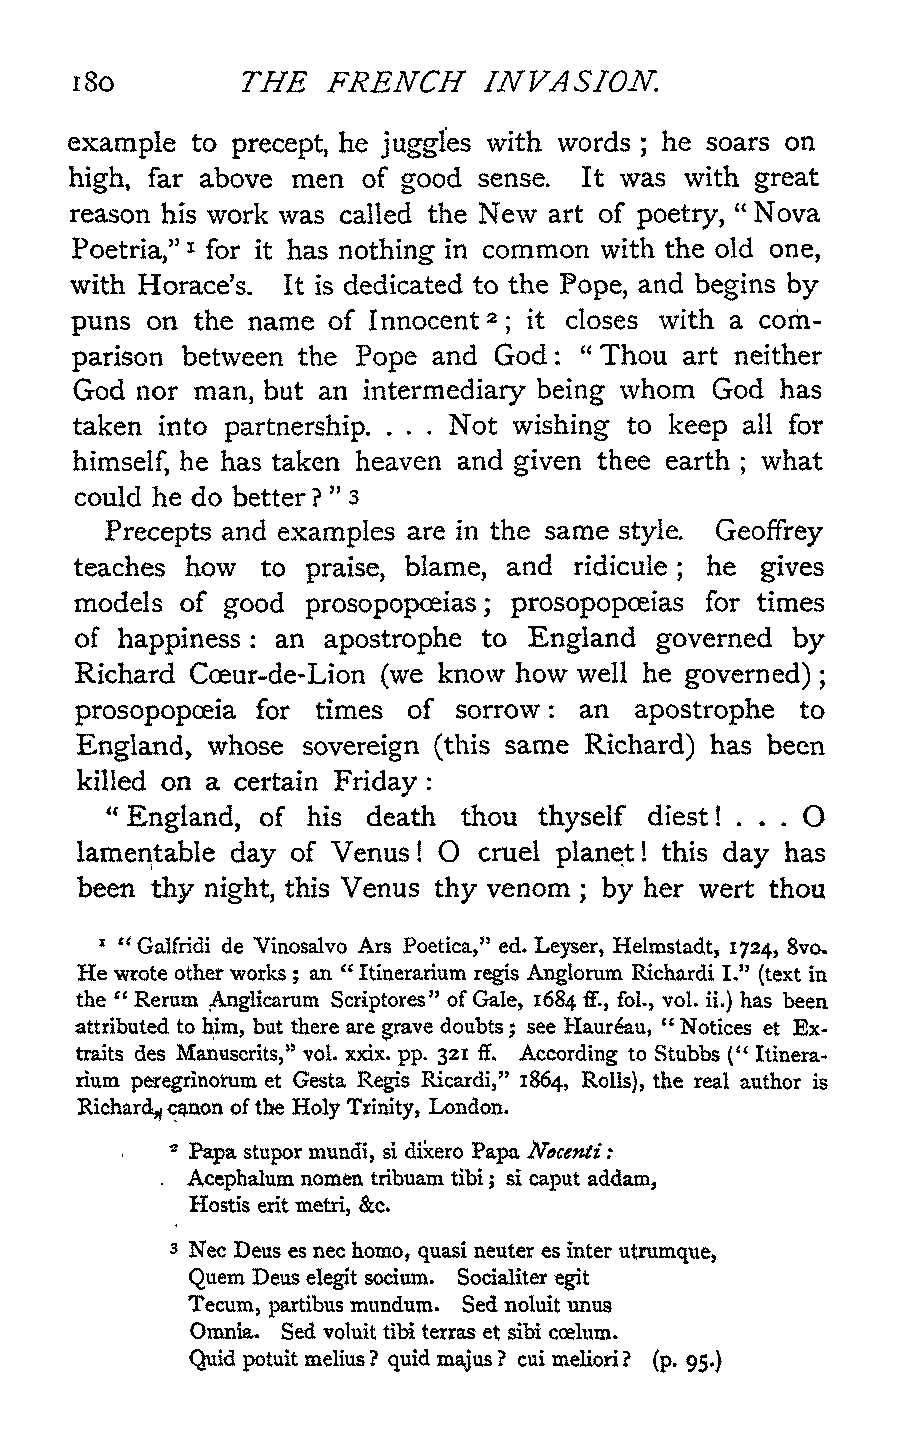 180 THE FRENCH INVASION.
example to precept, he juggles with words ; he soars on
high, far above men of good sense. It was with great
reason his work was called the New art of poetry, “ Nova
Poetria,” ¹ for it has nothing in common with the old one,
with Horace’s. It is dedicated to the Pope, and begins by
puns on the name of Innocent ² ; it closes with a com-
parison between the Pope and God : “ Thou art neither
God nor man, but an intermediary being whom God has
taken into partnership. . . . Not wishing to keep all for
himself, he has taken heaven and given thee earth ; what
could he do better ? ” ³
Precepts and examples are in the same style. Geoffrey
teaches how to praise, blame, and ridicule ; he gives
models of good prosopopœias ; prosopopœias for times
of happiness : an apostrophe to England governed by
Richard Cœur-de-Lion (we know how well he governed) ;
prosopopœia for times of sorrow : an apostrophe to
England, whose sovereign (this same Richard) has been
killed on a certain Friday :
“ England, of his death thou thyself diest ! . . . O
lamentable day of Venus ! O cruel planet ! this day has
been thy night, this Venus thy venom ; by her wert thou
¹ “ Galfridi de Vinosalvo Ars Poetica,” ed. Leyser, Helmstadt, 1724, 8vo.
He wrote other works ; an “ Itinerarium regis Anglorum Richardi I.” (text in
the “ Rerum Anglicarum Scriptores ” of Gale, 1684 ff., fol., vol. ii.) has been
attributed to him, but there are grave doubts ; see Hauréau, “ Notices et Ex-
traits des Manuscrits,” vol. xxix. pp. 321 ff. According to Stubbs (“ Itinera-
rium peregrinorum et Gesta Regis Ricardi,” 1864, Rolls), the real author is
Richard, canon of the Holy Trinity, London.
² Papa stupor mundi, si dixero Papa Nocenti :
Acephalum nomen tribuam tibi ; si caput addam,
Hostis erit metri, &c.
³ Nec Deus es nec homo, quasi neuter es inter utrumque,
Quem Deus elegit socium. Socialiter egit
Tecum, partibus mundum. Sed noluit unus
Omnia. Sed voluit tibi terras et sibi cœlum.
Quid potuit melius ? quid majus ? cui meliori ? (p. 95.)